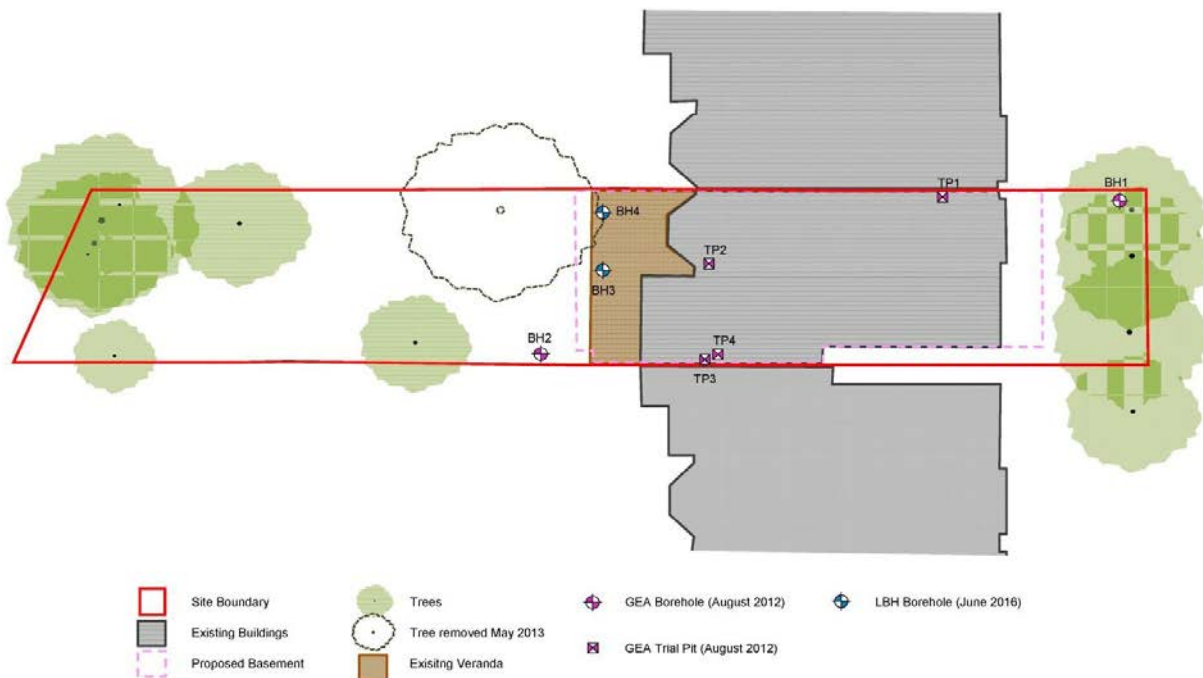 TP1
BH1
BH4
TP2
BH3
BH2
TP4
TP3
Site Boundary
Trees
GEA Borehole (August 2012)
LBH Borehole (June 2016)
Existing Buildings
Tree removed May 2013
GEA Trial Pit (August 2012)
Proposed Basement
Exisitng Veranda